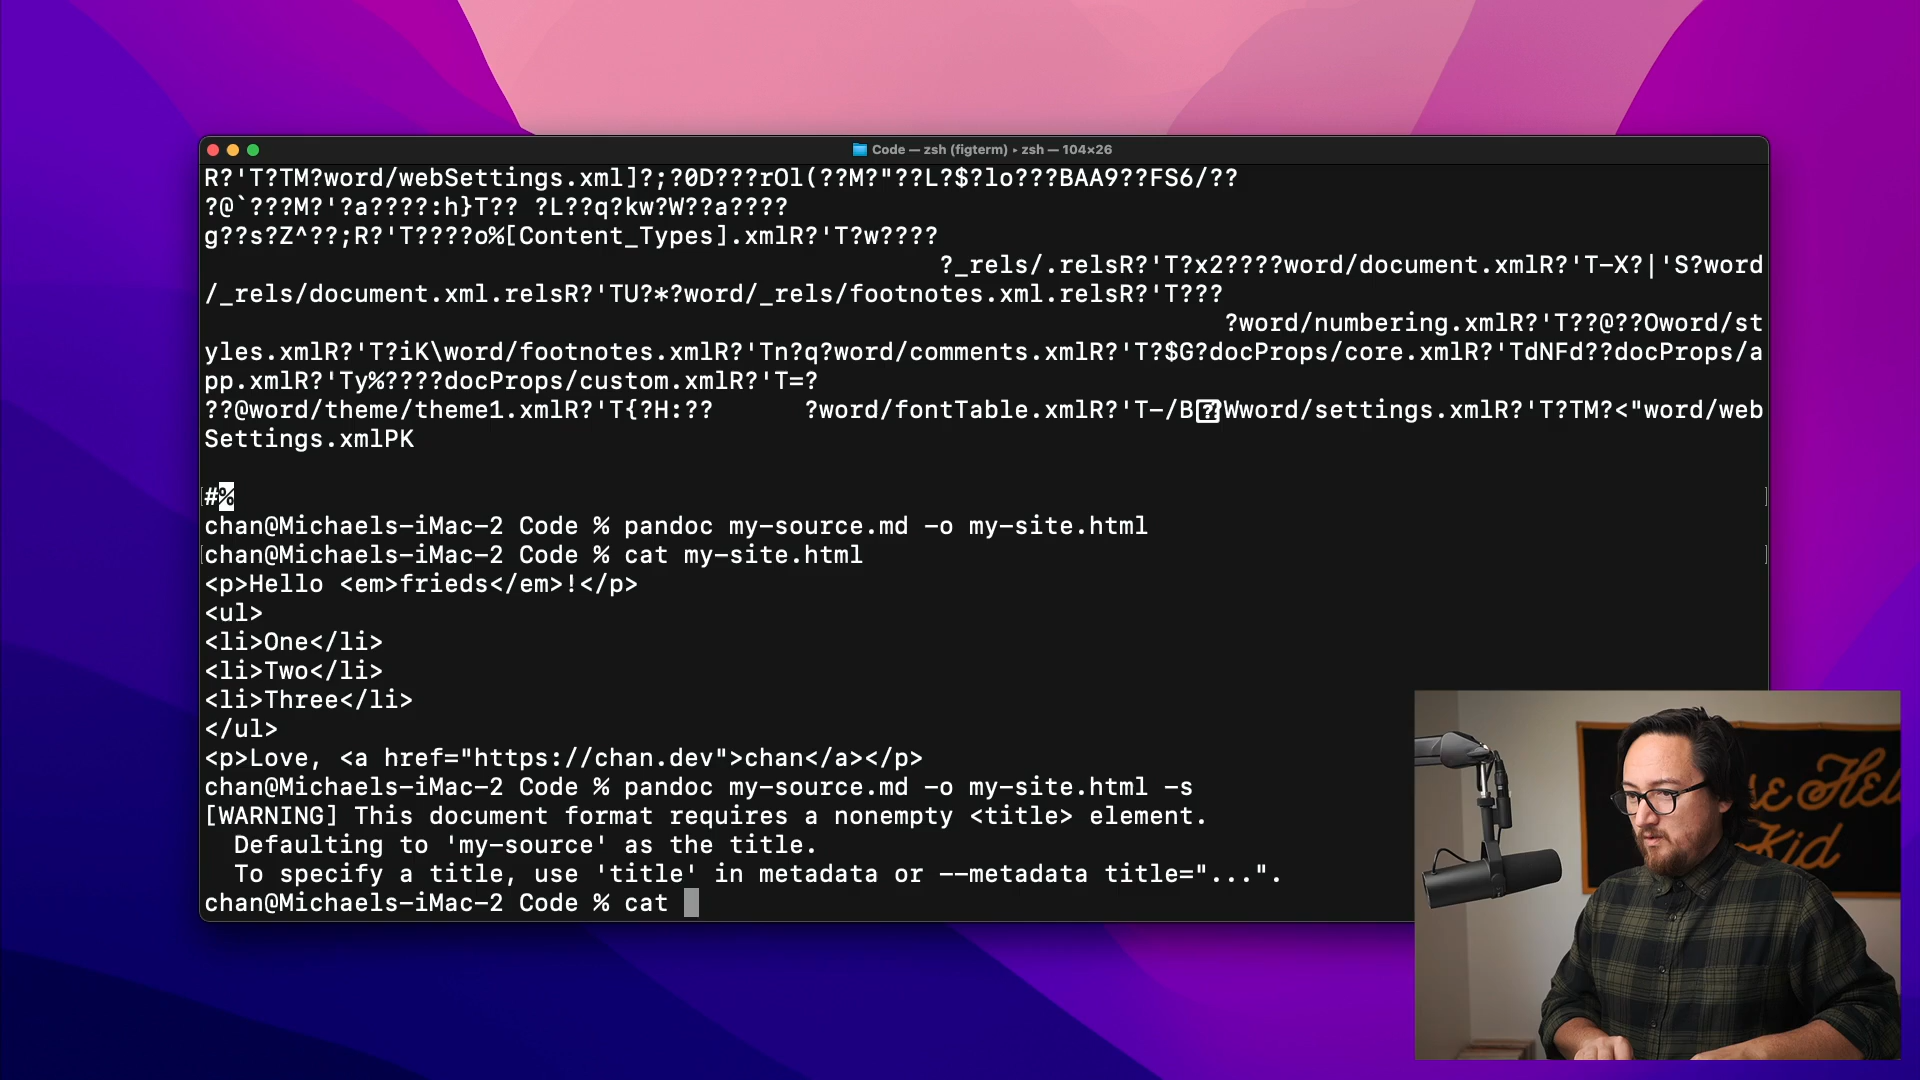 Code — zsh (figterm) ▸ zsh — 104×26
R?'T?TM?word/webSettings.xml]?;?0D???rOl(??M?"??L?$?lo???BAA9??FS6/??
?@`???M?'?a????:h}T?? ?L??q?kw?W??a????
g??s?Z^??;R?'T????o%[Content_Types].xmlR?'T?w????
?_rels/.relsR?'T?x2????word/document.xmlR?'T-X?|'S?word
/_rels/document.xml.relsR?'TU?*?word/_rels/footnotes.xml.relsR?'T???
?word/numbering.xmlR?'T??@??Oword/st
yles.xmlR?'T?iK\word/footnotes.xmlR?'Tn?q?word/comments.xmlR?'T?$G?docProps/core.xmlR?'TdNFd??docProps/a
pp.xmlR?'Ty%????docProps/custom.xmlR?'T=?
??@word/theme/theme1.xmlR?'T{?H:?? ?word/fontTable.xmlR?'T-/B??Wword/settings.xmlR?'T?TM?<"word/web
Settings.xmlPK
#%
chan@Michaels-iMac-2 Code % pandoc my-source.md -o my-site.html
chan@Michaels-iMac-2 Code % cat my-site.html
<p>Hello <em>frieds</em>!</p>
<ul>
<li>One</li>
<li>Two</li>
<li>Three</li>
</ul>
<p>Love, <a href="https://chan.dev">chan</a></p>
chan@Michaels-iMac-2 Code % pandoc my-source.md -o my-site.html -s
[WARNING] This document format requires a nonempty <title> element.
Defaulting to 'my-source' as the title.
To specify a title, use 'title' in metadata or --metadata title="...".
chan@Michaels-iMac-2 Code % cat
Kid